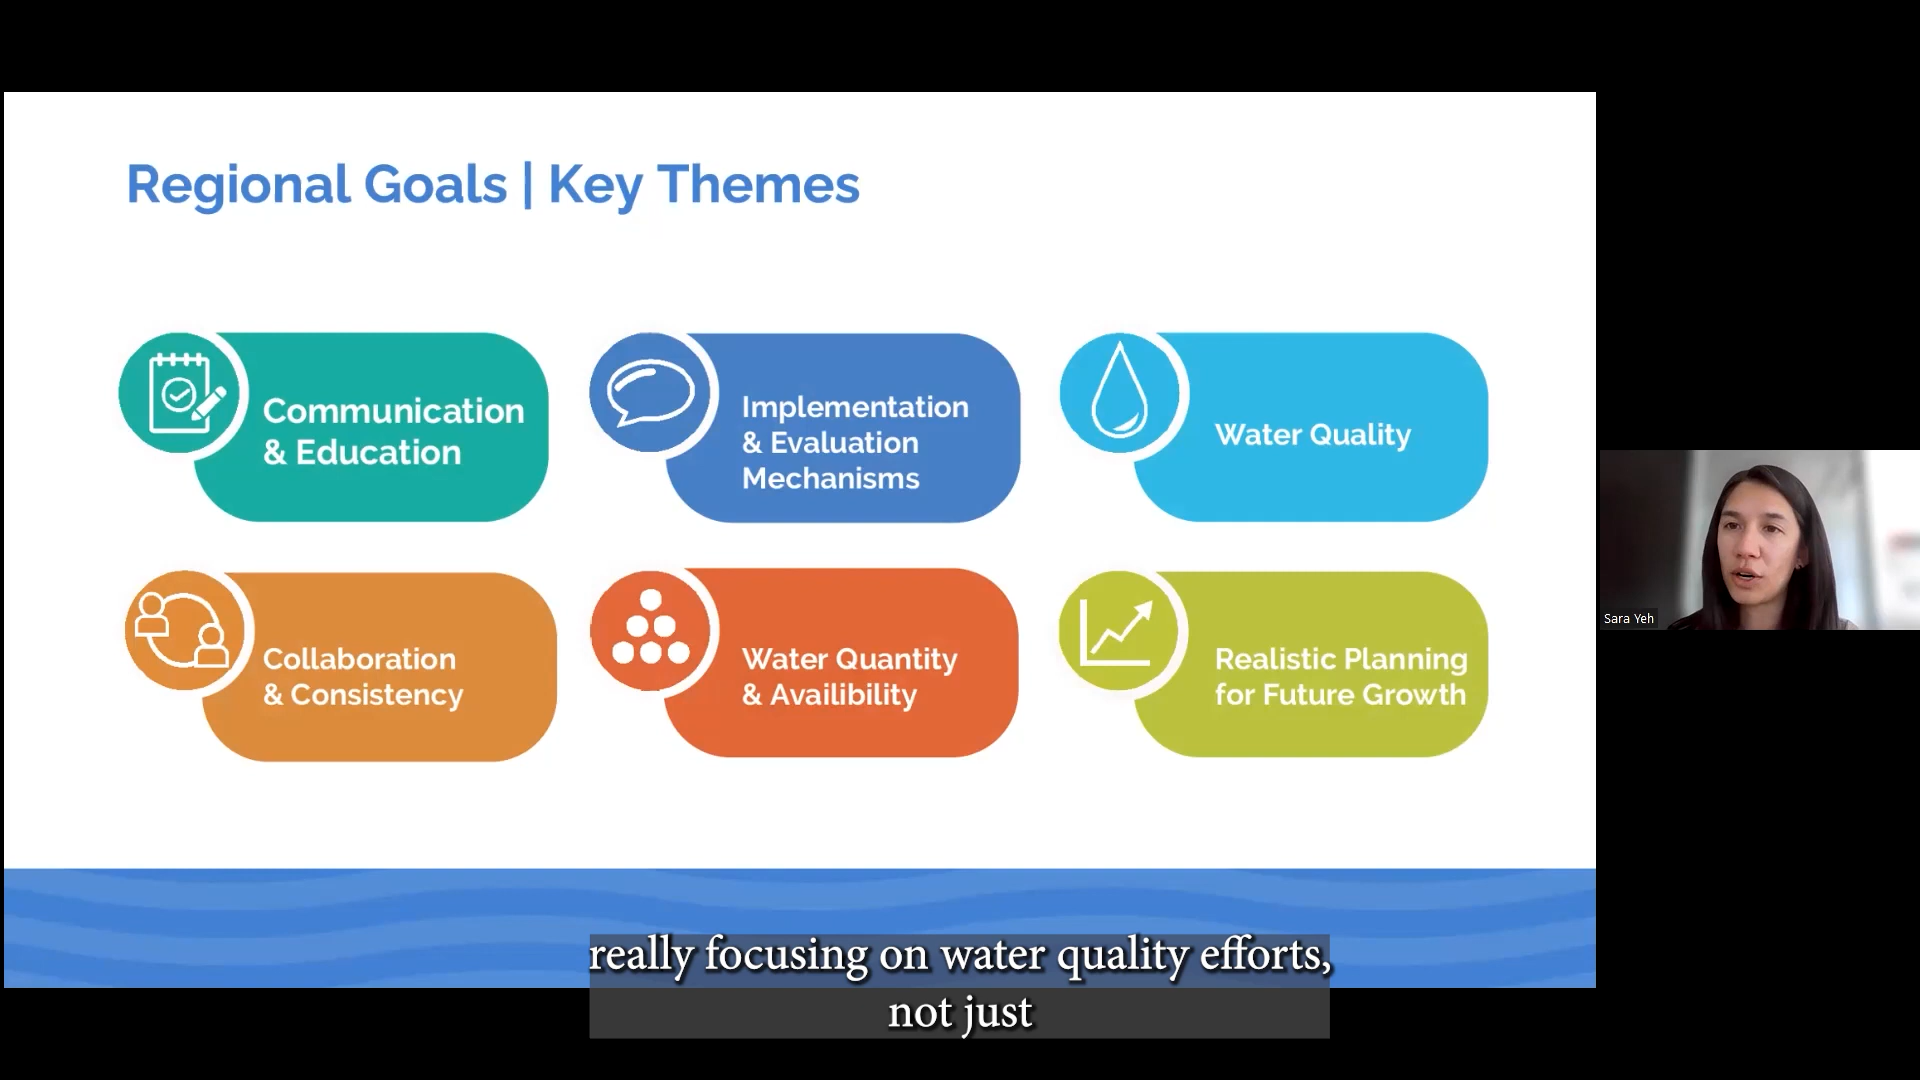 Regional Goals | Key Themes
Communication
& Education
Implementation
& Evaluation
Mechanisms
Water Quality
Collaboration
& Consistency
Water Quantity
& Availibility
Realistic Planning
for Future Growth
Sara Yeh
really focusing on water quality efforts,
not just